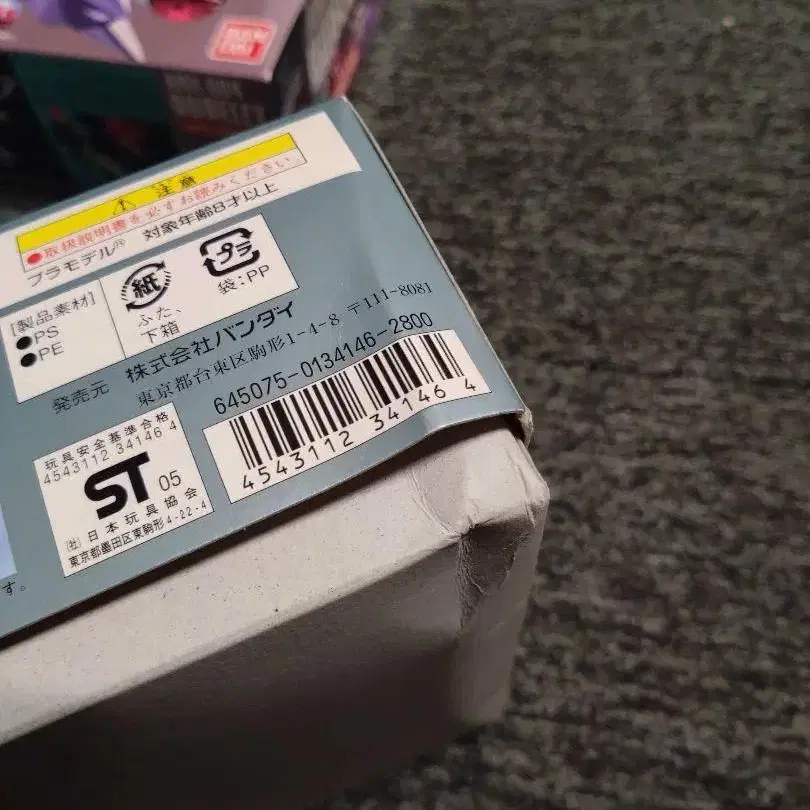 注意
●取扱説明書を必ずお読みください。
プラモデル® 対象年齢8才以上
[製品素材]
●PS
●PE
紙
ふた、
下箱
プラ
袋:PP
発売元
株式会社バンダイ
東京都台東区駒形1-4-8 〒111-8081
645075-0134146-2800
4543112 341464
玩具安全基準合格
4543112 34146 4
ST 05
(社)日本玩具協会
東京都墨田区東駒形4-22-4
す。